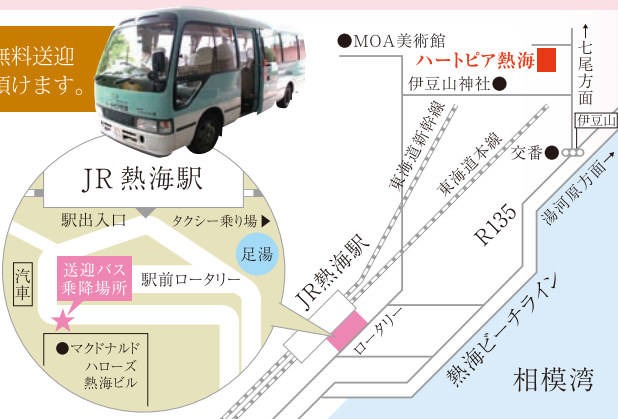 無料送迎
頂けます。
●MOA美術館
ハートピア熱海
伊豆山神社●
←七尾方面
伊豆山
交番●
湯河原方面→
東海道新幹線
東海道本線
R135
JR熱海駅
ロータリー
熱海ビーチライン
相模湾
JR熱海駅
駅出入口
タクシー乗り場▶
足湯
汽車
送迎バス
乗降場所
駅前ロータリー
●マクドナルド
ハローズ
熱海ビル